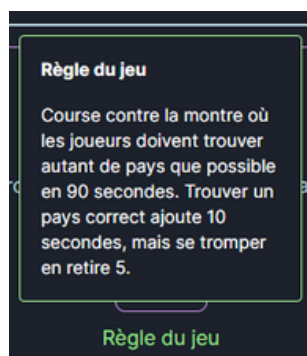 Règle du jeu
Course contre la montre où
les joueurs doivent trouver
autant de pays que possible
en 90 secondes. Trouver un
pays correct ajoute 10
secondes, mais se tromper
en retire 5.
Règle du jeu